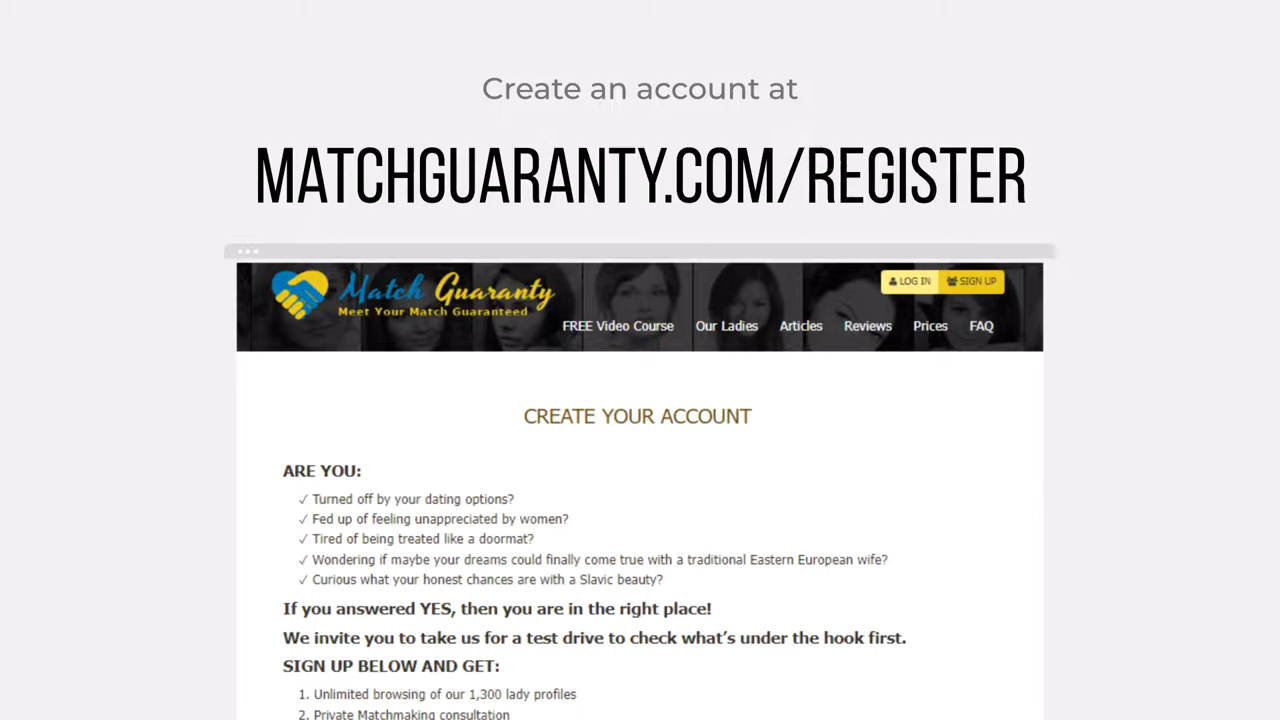 Create an account at
MATCHGUARANTY.COM/REGISTER
Match Guaranty
Meet Your Match Guaranteed
LOG IN
SIGN UP
FREE Video Course
Our Ladies
Articles
Reviews
Prices
FAQ
CREATE YOUR ACCOUNT
ARE YOU:
✓ Turned off by your dating options?
✓ Fed up of feeling unappreciated by women?
✓ Tired of being treated like a doormat?
✓ Wondering if maybe your dreams could finally come true with a traditional Eastern European wife?
✓ Curious what your honest chances are with a Slavic beauty?
If you answered YES, then you are in the right place!
We invite you to take us for a test drive to check what’s under the hook first.
SIGN UP BELOW AND GET:
1. Unlimited browsing of our 1,300 lady profiles
2. Private Matchmaking consultation